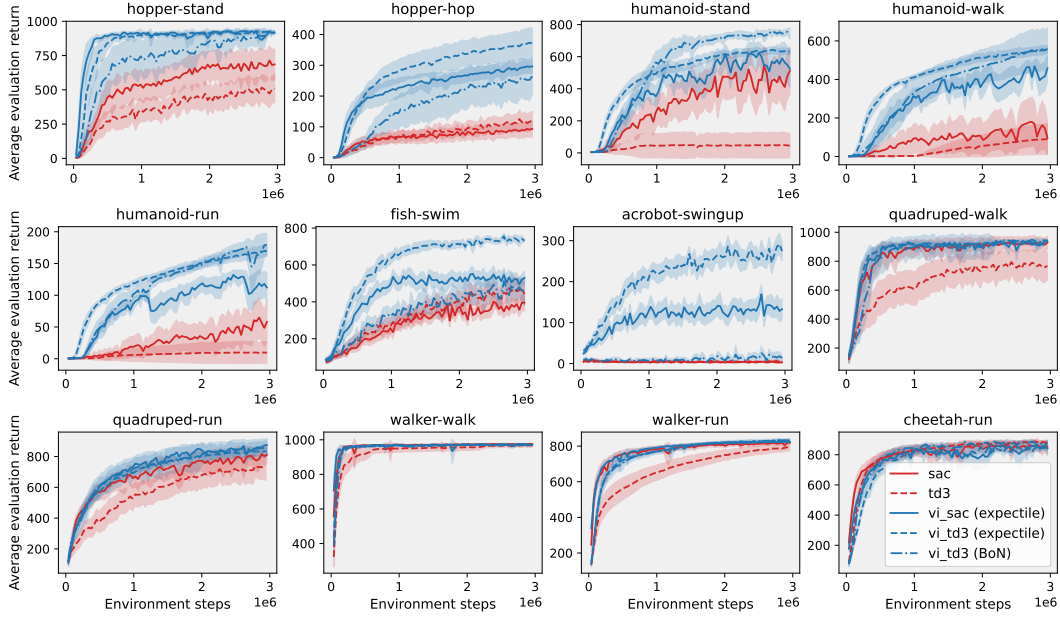 hopper-stand hopper-hop humanoid-stand humanoid-walk
Average evaluation return
1000
750
500
250
0
400
300
200
100
0
800
600
400
200
0
600
400
200
0
0 1 2 3
1e6
0 1 2 3
1e6
0 1 2 3
1e6
0 1 2 3
1e6
humanoid-run fish-swim acrobot-swingup quadruped-walk
Average evaluation return
200
150
100
50
0
800
600
400
200
300
200
100
0
1000
800
600
400
200
0 1 2 3
1e6
0 1 2 3
1e6
0 1 2 3
1e6
0 1 2 3
1e6
quadruped-run walker-walk walker-run cheetah-run
Average evaluation return
800
600
400
200
1000
800
600
400
800
600
400
200
800
600
400
200
sac
td3
vi_sac (expectile)
vi_td3 (expectile)
vi_td3 (BoN)
0 1 2 3
Environment steps 1e6
0 1 2 3
Environment steps 1e6
0 1 2 3
Environment steps 1e6
0 1 2 3
Environment steps 1e6